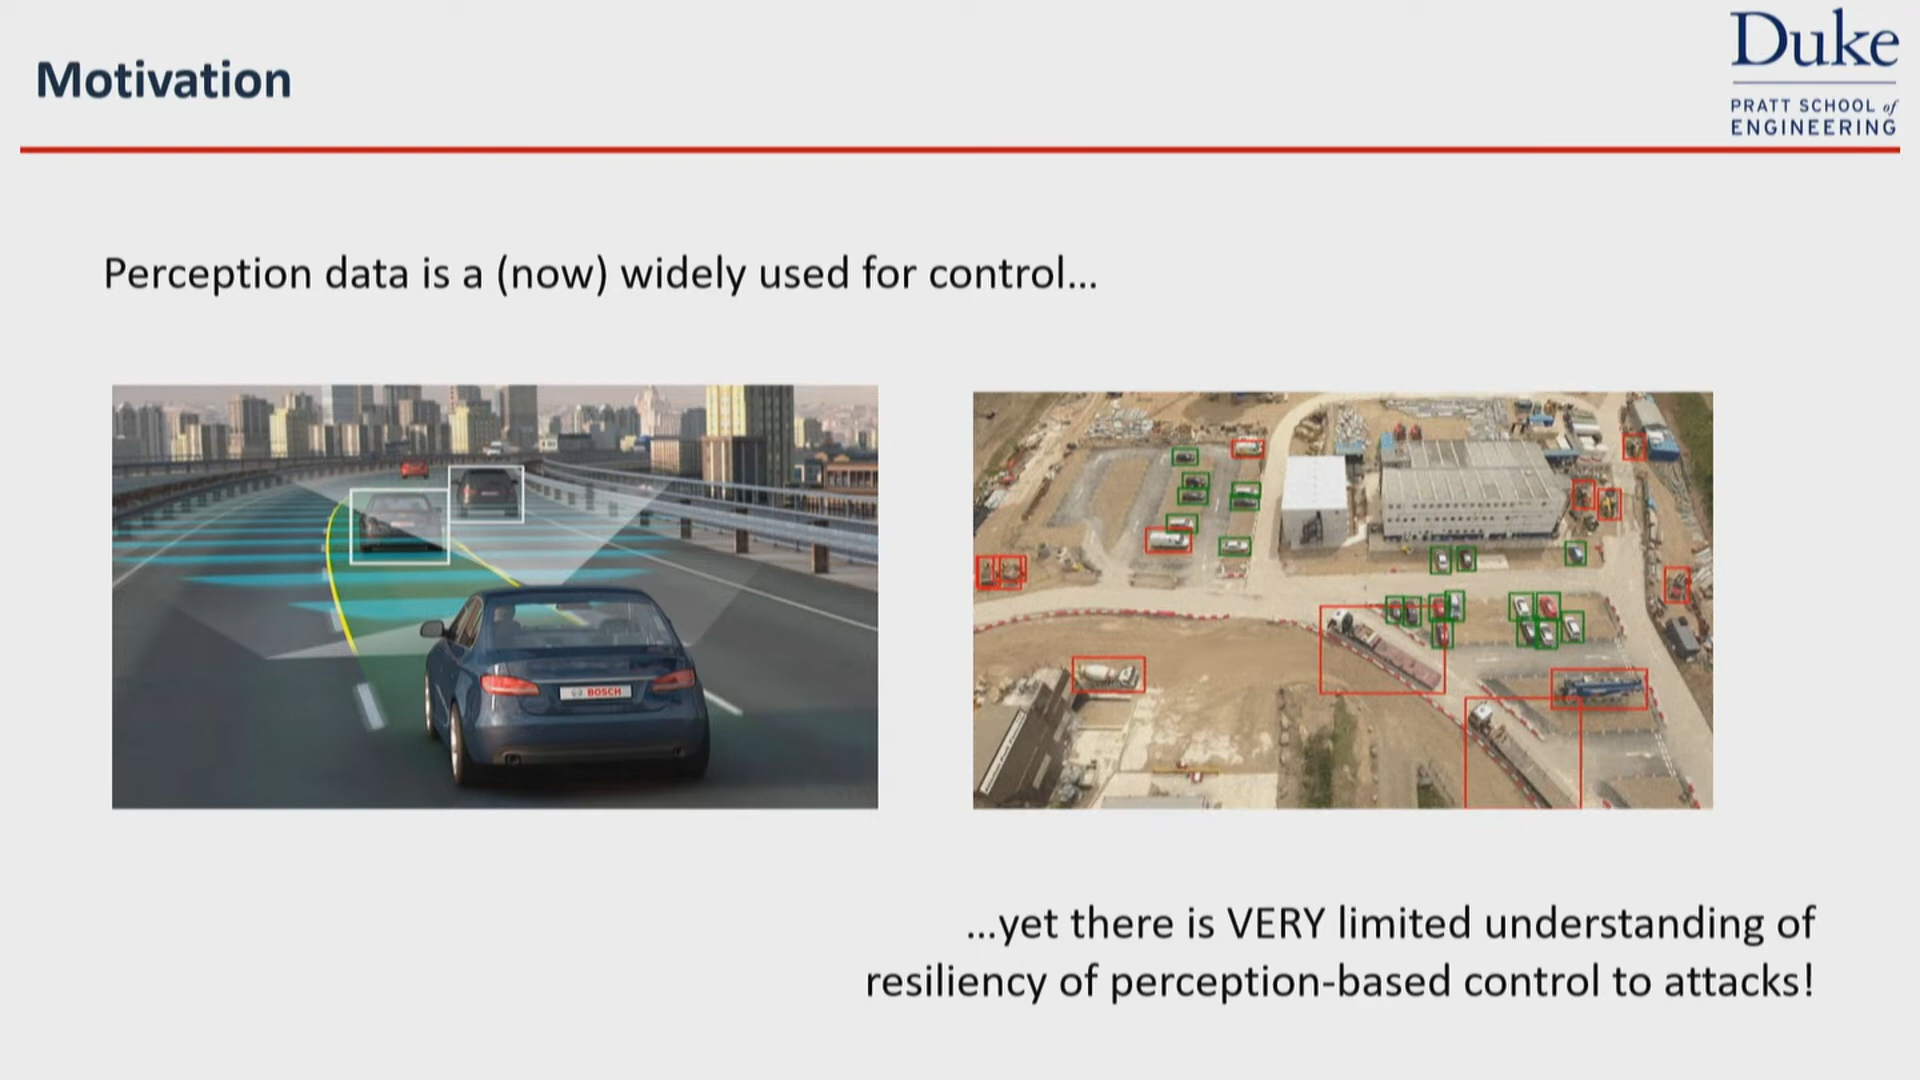 Motivation
Duke
PRATT SCHOOL of
ENGINEERING
Perception data is a (now) widely used for control...
BOSCH
...yet there is VERY limited understanding of
resiliency of perception-based control to attacks!